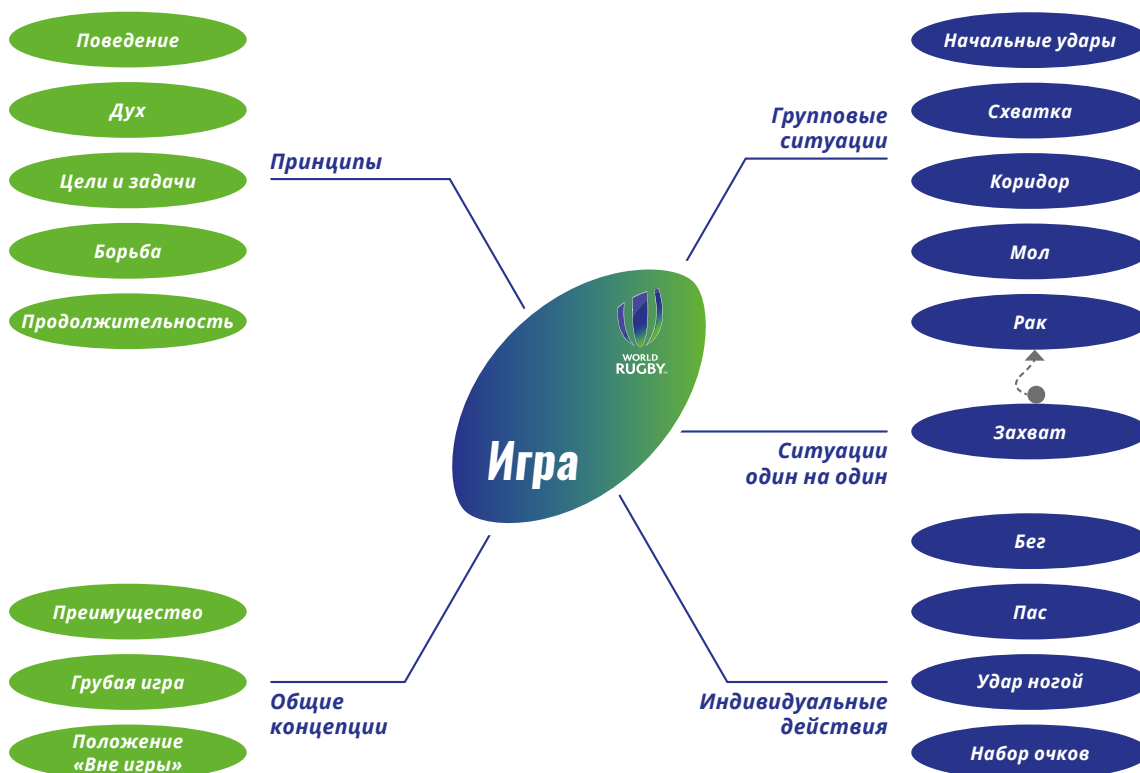 Поведение
Дух
Цели и задачи
Борьба
Продолжительность
Принципы
Групповые
ситуации
Начальные удары
Схватка
Коридор
Мол
Рак
WORLD
RUGBY™
Игра
Ситуации
один на один
Захват
Преимущество
Грубая игра
Положение
«Вне игры»
Общие
концепции
Индивидуальные
действия
Бег
Пас
Удар ногой
Набор очков